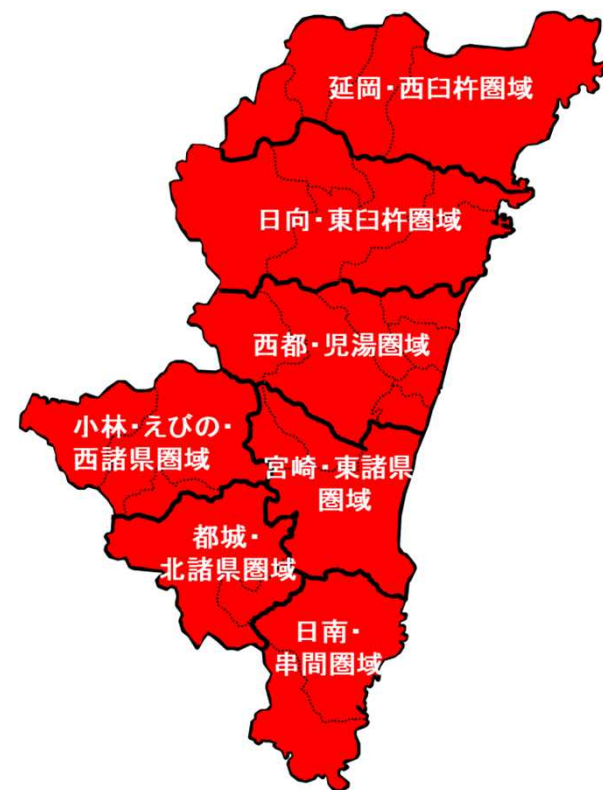 延岡・西臼杵圏域
日向・東臼杵圏域
西都・児湯圏域
小林・えびの・
西諸県圏域
宮崎・東諸県
圏域
都城・
北諸県圏域
日南・
串間圏域